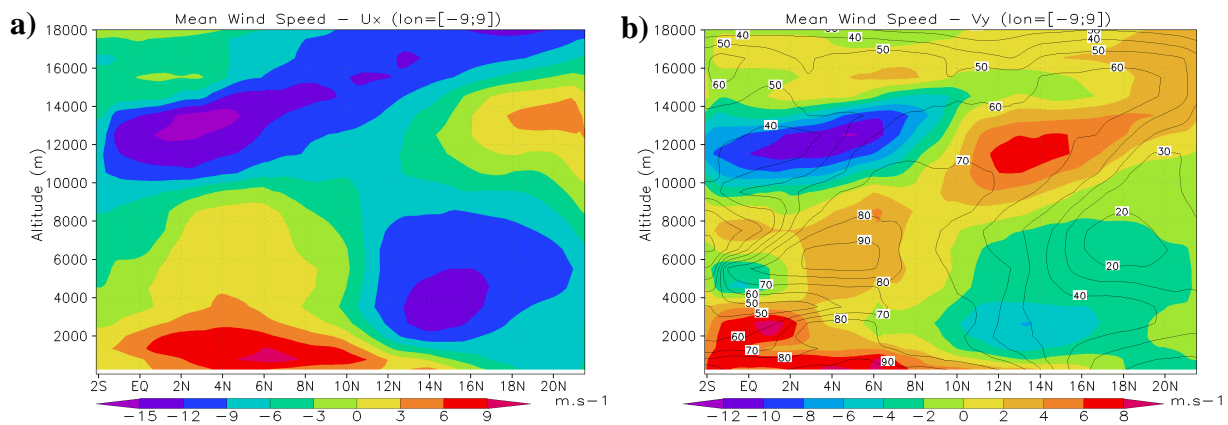 a)
Mean Wind Speed – Ux (lon=[-9;9])
18000
16000
14000
12000
10000
8000
6000
4000
2000
Altitude (m)
2S EQ 2N 4N 6N 8N 10N 12N 14N 16N 18N 20N
-15 -12 -9 -6 -3 0 3 6 9
m.s-1
b)
Mean Wind Speed – Vy (lon=[-9;9])
18000
16000
14000
12000
10000
8000
6000
4000
2000
Altitude (m)
40 40 40 50
50 50
50 60
60 50
60
40
30
70
80 20
90
20
70 80
60 40
50
50 80 70
60
70
80 90
2S EQ 2N 4N 6N 8N 10N 12N 14N 16N 18N 20N
-12 -10 -8 -6 -4 -2 0 2 4 6 8
m.s-1